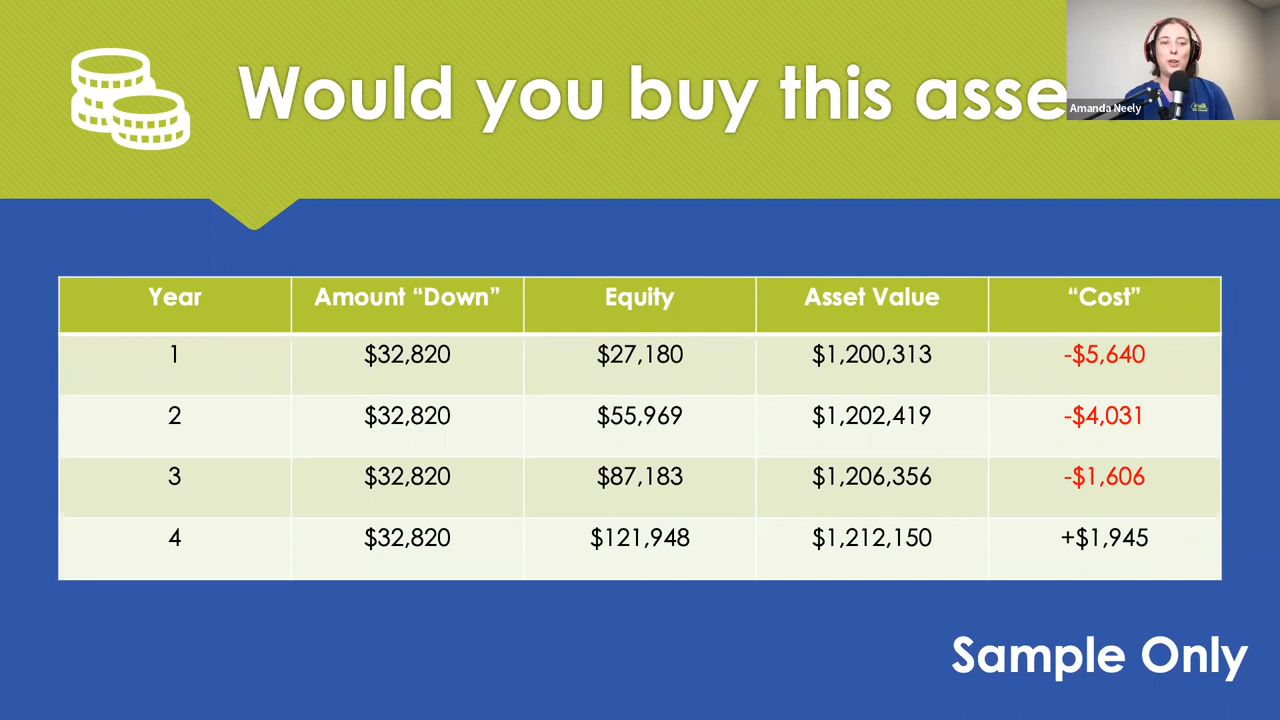 Would you buy this asse
Amanda Neely
Year Amount “Down” Equity Asset Value “Cost”
1 $32,820 $27,180 $1,200,313 -$5,640
2 $32,820 $55,969 $1,202,419 -$4,031
3 $32,820 $87,183 $1,206,356 -$1,606
4 $32,820 $121,948 $1,212,150 +$1,945
Sample Only